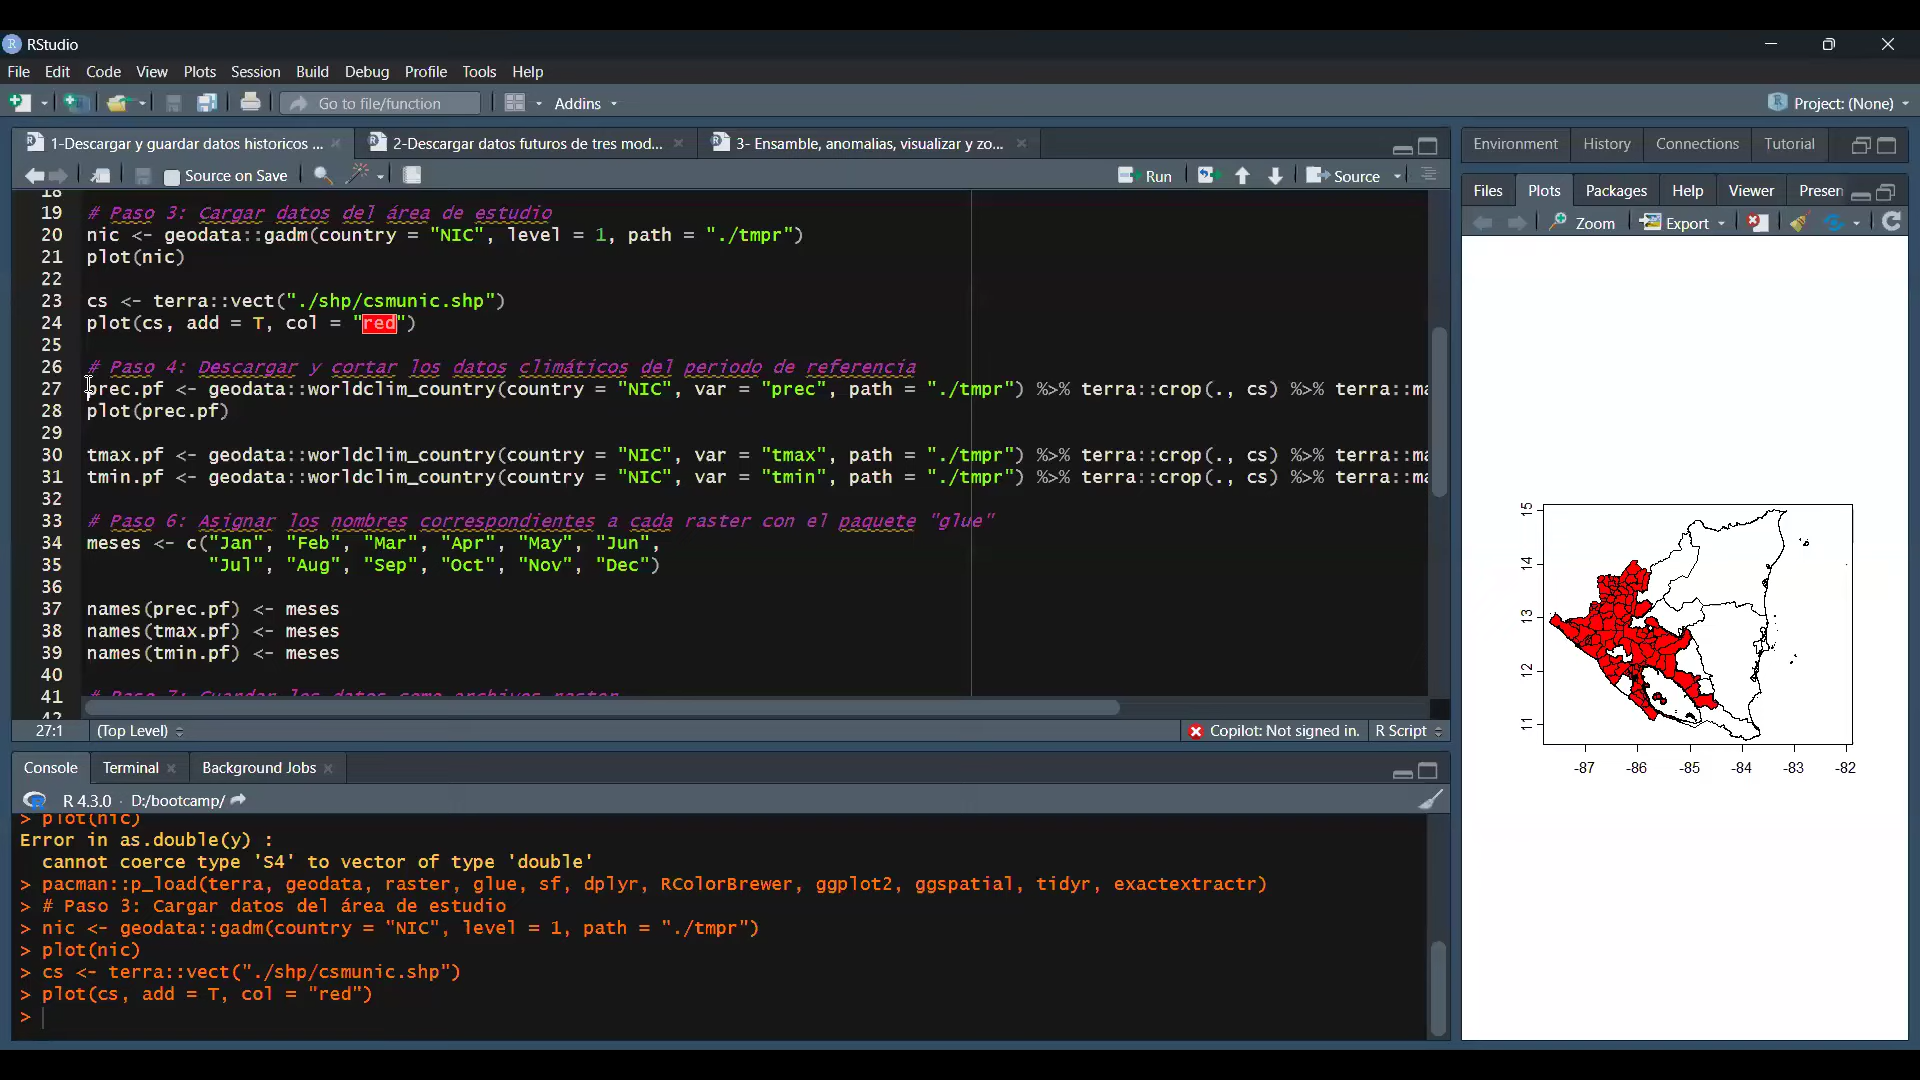 RStudio
File Edit Code View Plots Session Build Debug Profile Tools Help
Go to file/function Addins Project: (None)
1-Descargar y guardar datos historicos ... 2-Descargar datos futuros de tres mod... 3- Ensamble, anomalias, visualizar y zo...
Source on Save Run Source
18
19 # Paso 3: Cargar datos del área de estudio
20 nic <- geodata::gadm(country = "NIC", level = 1, path = "./tmpr")
21 plot(nic)
22
23 cs <- terra::vect("./shp/csmunic.shp")
24 plot(cs, add = T, col = "red")
25
26 # Paso 4: Descargar y cortar los datos climáticos del periodo de referencia
27 prec.pf <- geodata::worldclim_country(country = "NIC", var = "prec", path = "./tmpr") %>% terra::crop(., cs) %>% terra::ma
28 plot(prec.pf)
29
30 tmax.pf <- geodata::worldclim_country(country = "NIC", var = "tmax", path = "./tmpr") %>% terra::crop(., cs) %>% terra::ma
31 tmin.pf <- geodata::worldclim_country(country = "NIC", var = "tmin", path = "./tmpr") %>% terra::crop(., cs) %>% terra::ma
32
33 # Paso 6: Asignar los nombres correspondientes a cada raster con el paquete "glue"
34 meses <- c("Jan", "Feb", "Mar", "Apr", "May", "Jun",
35 "Jul", "Aug", "Sep", "Oct", "Nov", "Dec")
36
37 names(prec.pf) <- meses
38 names(tmax.pf) <- meses
39 names(tmin.pf) <- meses
40
41 # Paso 7: Guardar los datos como archivos raster
42
27:1 (Top Level) Copilot: Not signed in. R Script
Console Terminal Background Jobs
R 4.3.0 · D:/bootcamp/
> plot(nic)
Error in as.double(y) :
cannot coerce type 'S4' to vector of type 'double'
> pacman::p_load(terra, geodata, raster, glue, sf, dplyr, RColorBrewer, ggplot2, ggspatial, tidyr, exactextractr)
> # Paso 3: Cargar datos del área de estudio
> nic <- geodata::gadm(country = "NIC", level = 1, path = "./tmpr")
> plot(nic)
> cs <- terra::vect("./shp/csmunic.shp")
> plot(cs, add = T, col = "red")
>
Environment History Connections Tutorial
Files Plots Packages Help Viewer Presen
Zoom Export
15
14
13
12
11
-87 -86 -85 -84 -83 -82